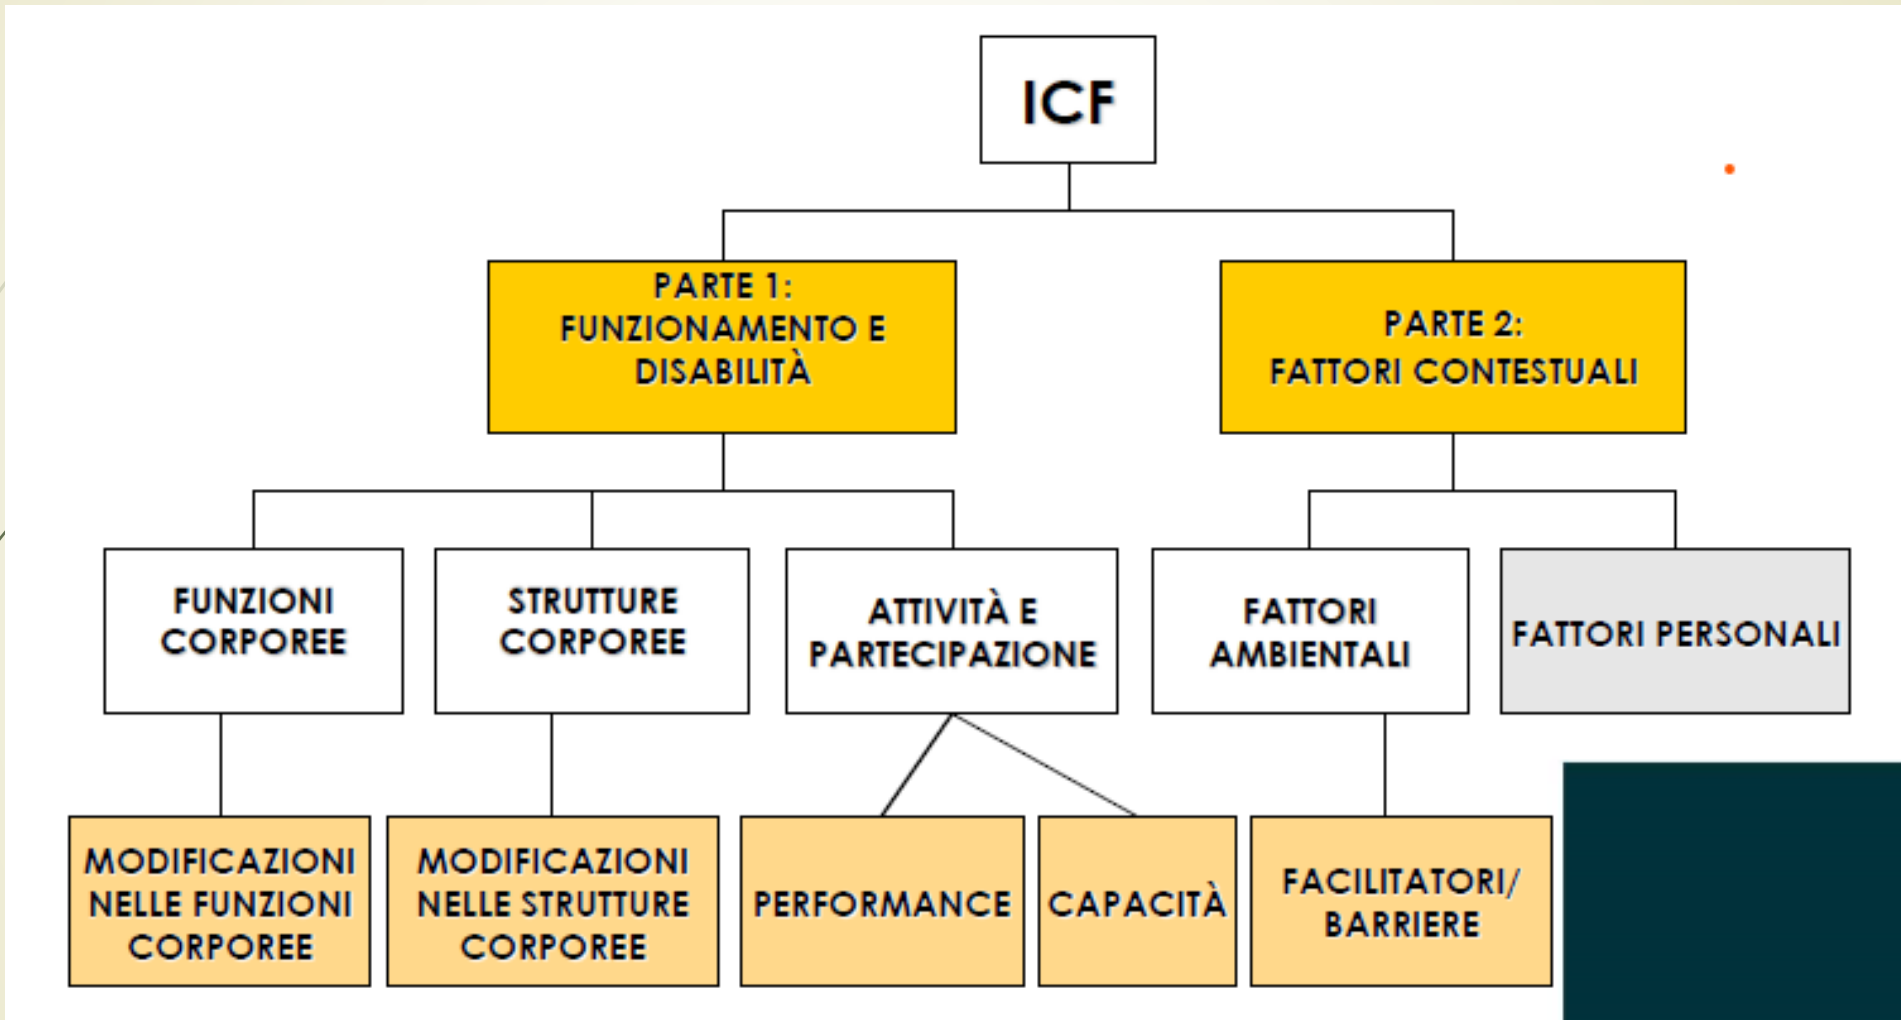 ICF
PARTE 1:
FUNZIONAMENTO E
DISABILITÀ
PARTE 2:
FATTORI CONTESTUALI
FUNZIONI
CORPOREE
STRUTTURE
CORPOREE
ATTIVITÀ E
PARTECIPAZIONE
FATTORI
AMBIENTALI
FATTORI PERSONALI
MODIFICAZIONI
NELLE FUNZIONI
CORPOREE
MODIFICAZIONI
NELLE STRUTTURE
CORPOREE
PERFORMANCE
CAPACITÀ
FACILITATORI/
BARRIERE